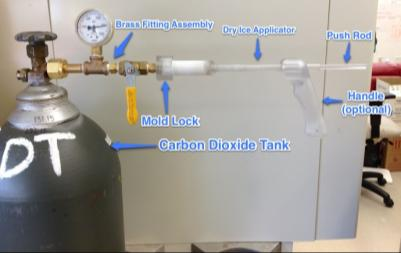 Brass Fitting Assembly
Dry Ice Applicator
Push Rod
Handle
(optional)
Mold Lock
Carbon Dioxide Tank
DT